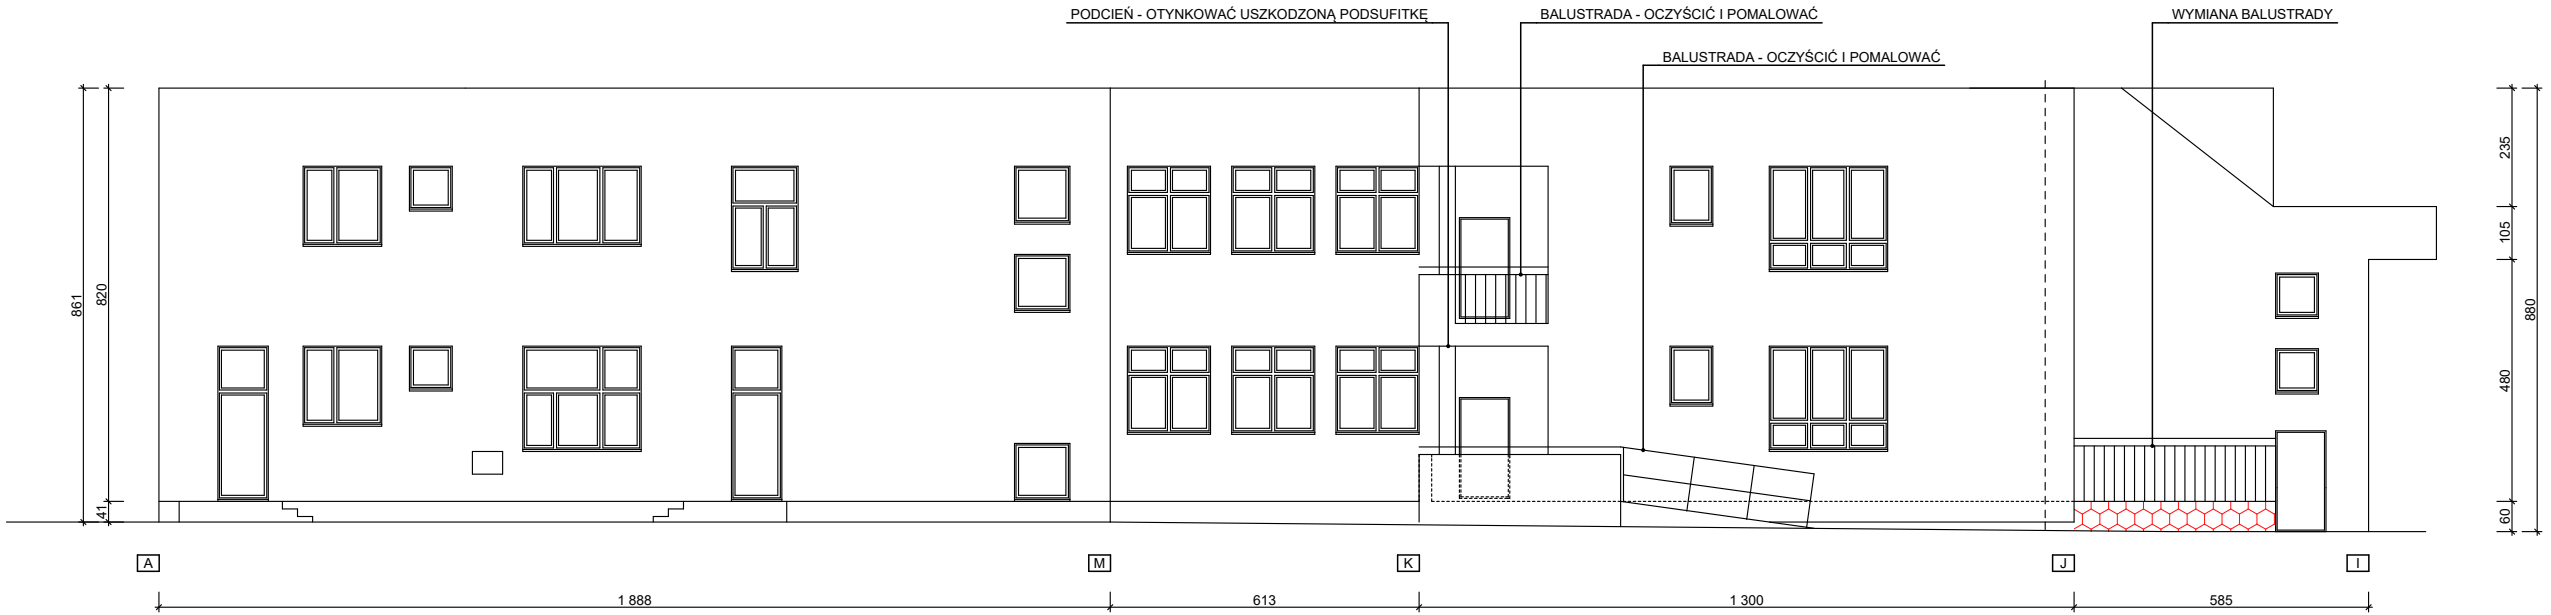 PODCIEŃ - OTYNKOWAĆ USZKODZONĄ PODSUFITKĘ
BALUSTRADA - OCZYŚCIĆ I POMALOWAĆ
WYMIANA BALUSTRADY
BALUSTRADA - OCZYŚCIĆ I POMALOWAĆ
861
820
41
235
105
480
60
880
A
M
K
J
I
1 888
613
1 300
585